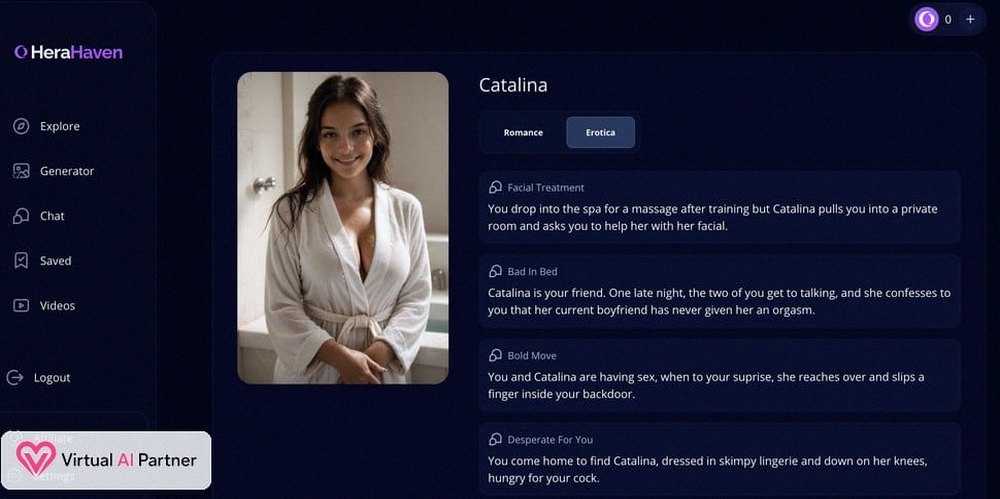 0 +
HeraHaven
Catalina
Romance
Erotica
Explore
Generator
Chat
Saved
Videos
Logout
Affiliate
Settings
Facial Treatment
You drop into the spa for a massage after training but Catalina pulls you into a private
room and asks you to help her with her facial.
Bad In Bed
Catalina is your friend. One late night, the two of you get to talking, and she confesses to
you that her current boyfriend has never given her an orgasm.
Bold Move
You and Catalina are having sex, when to your suprise, she reaches over and slips a
finger inside your backdoor.
Desperate For You
You come home to find Catalina, dressed in skimpy lingerie and down on her knees,
hungry for your cock.
Virtual AI Partner